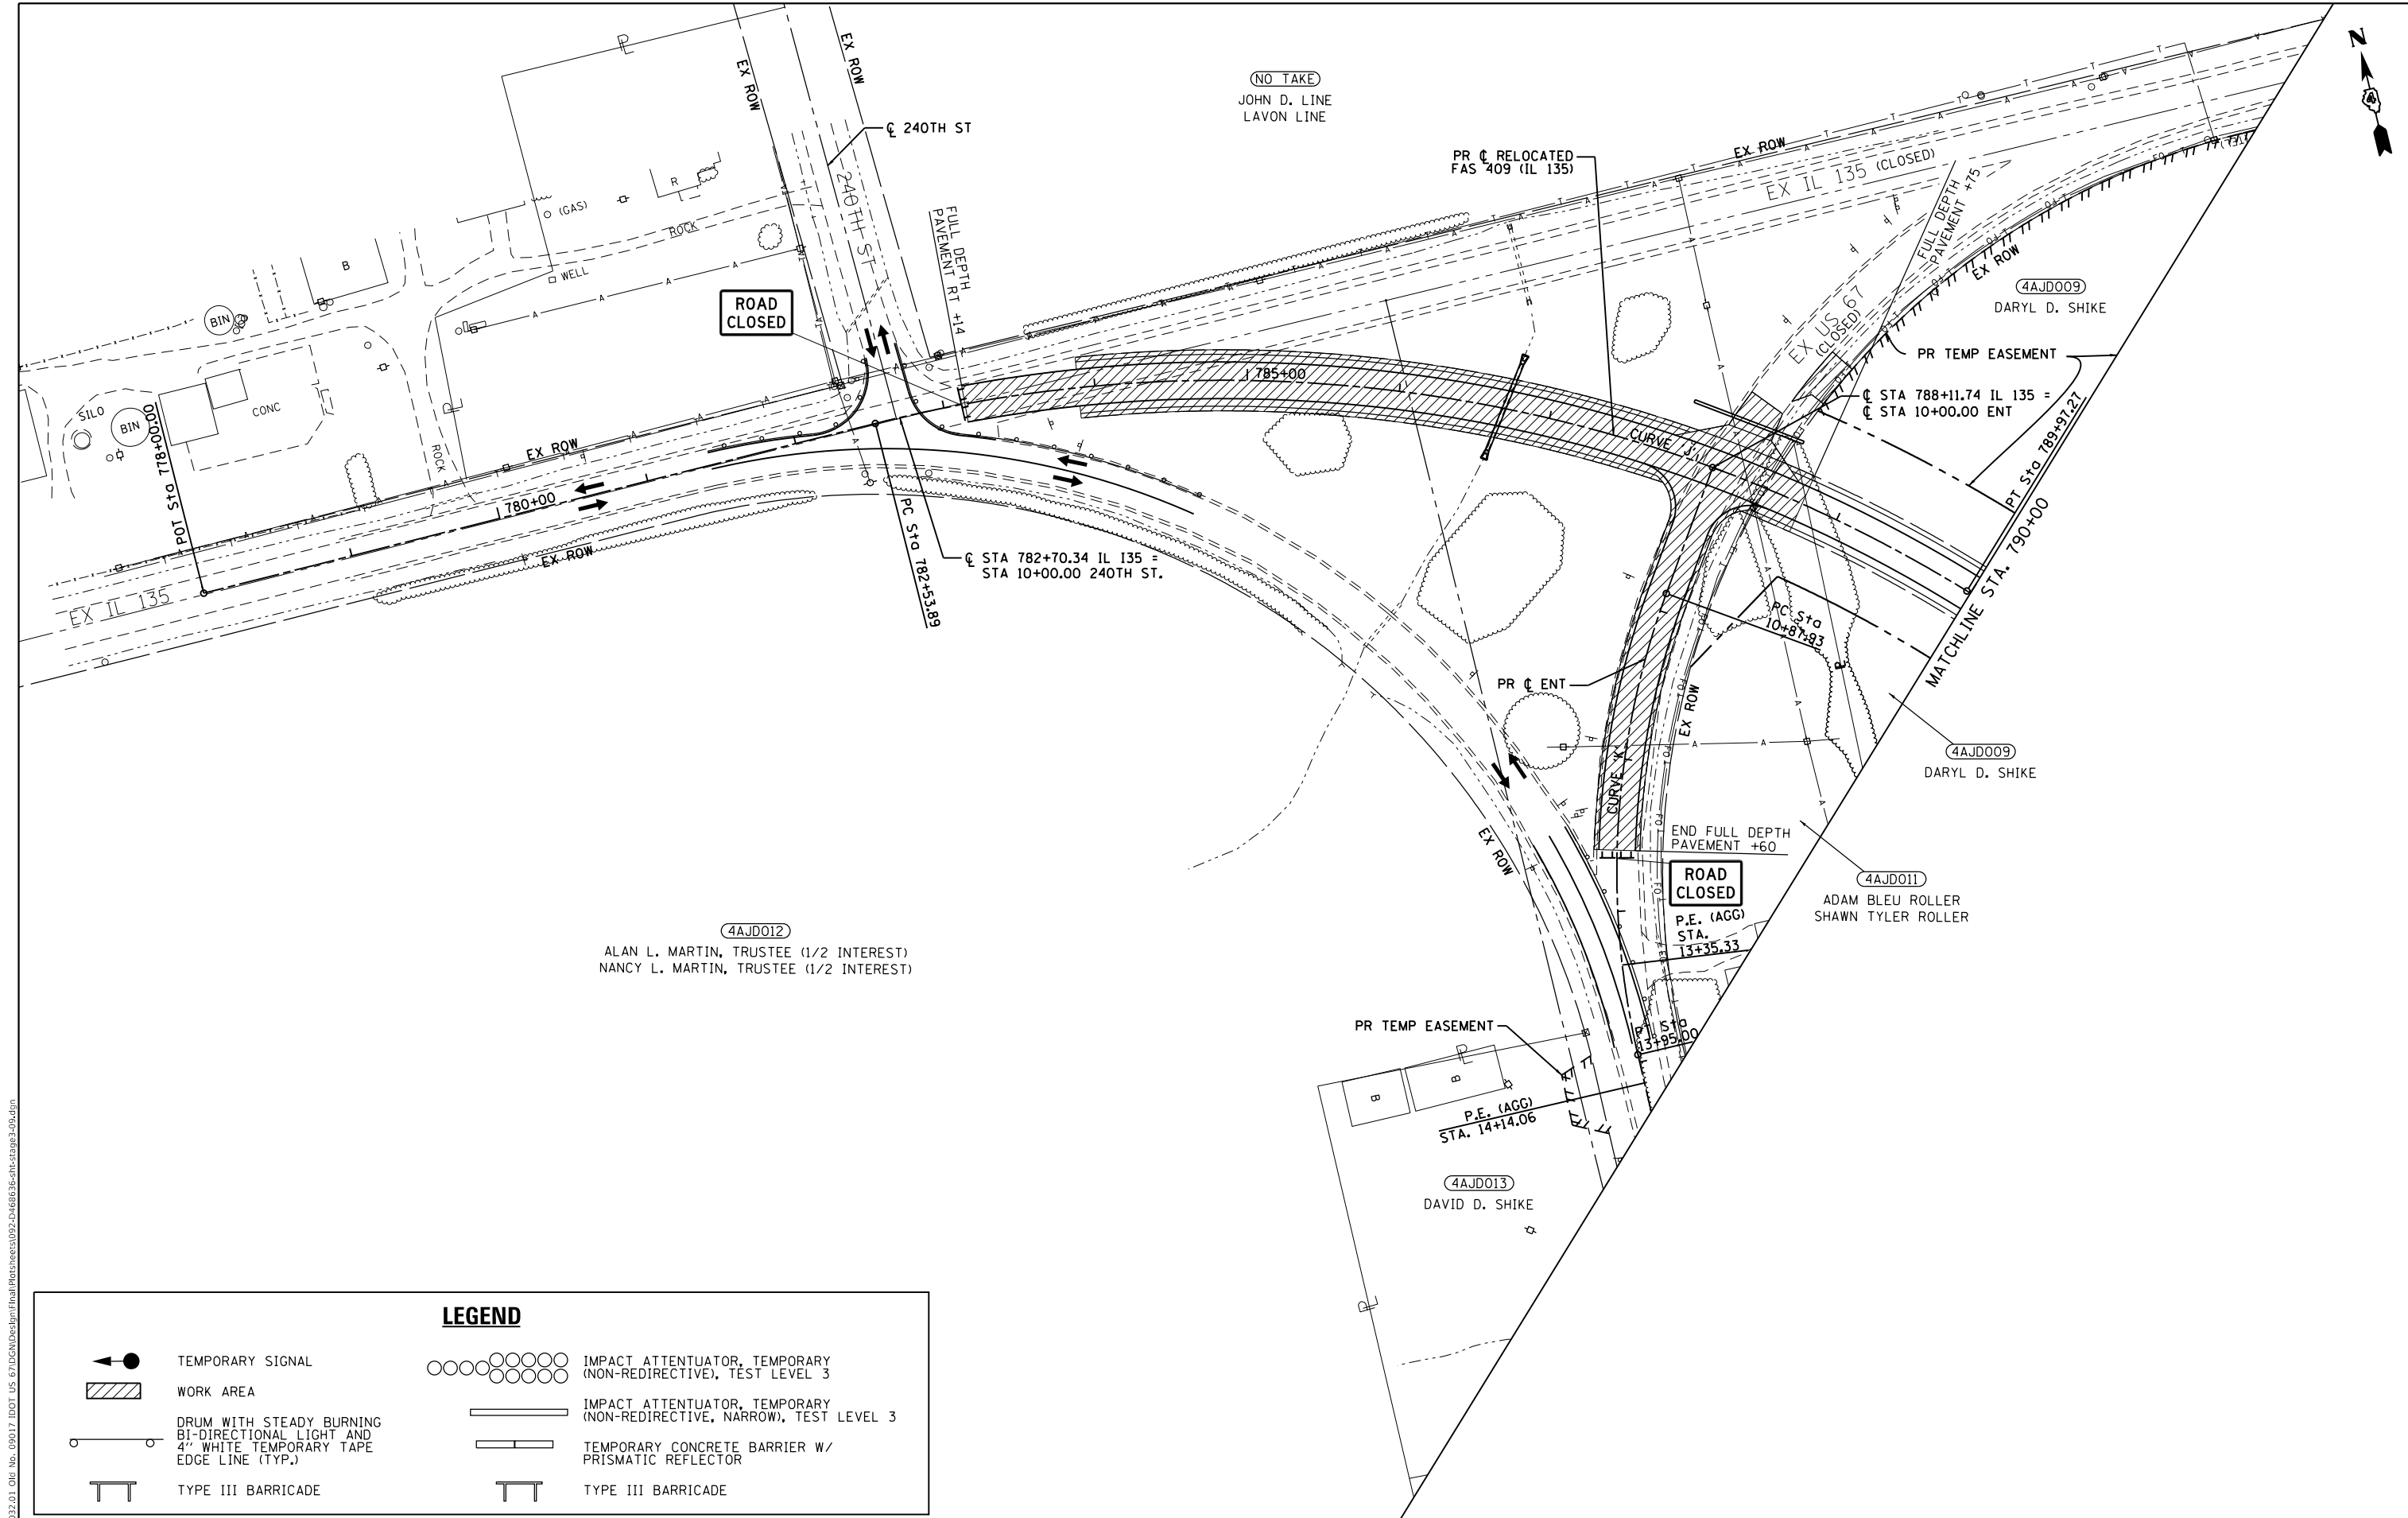 EX ROW
EX ROW
℄ 240TH ST
240TH ST
NO TAKE
JOHN D. LINE
LAVON LINE
N
4
PR ℄ RELOCATED
FAS 409 (IL 135)
EX ROW
EX IL 135 (CLOSED)
FULL DEPTH
PAVEMENT +75
EX ROW
EX US 67
(CLOSED)
4AJD009
DARYL D. SHIKE
PR TEMP EASEMENT
℄ STA 788+11.74 IL 135 =
℄ STA 10+00.00 ENT
PT Sta 789+97.27
MATCHLINE STA. 790+00
R
(GAS)
ROCK
WELL
B
BIN
SILO
BIN
CONC
ROCK
FULL DEPTH
PAVEMENT RT +14
ROAD
CLOSED
785+00
CURVE 'J'
EX ROW
POT Sta 778+00.00
780+00
EX ROW
EX IL 135
PC Sta 782+53.89
℄ STA 782+70.34 IL 135 =
STA 10+00.00 240TH ST.
PC Sta
10+87.93
PR ℄ ENT
EX ROW
CURVE 'K'
4AJD009
DARYL D. SHIKE
EX ROW
END FULL DEPTH
PAVEMENT +60
ROAD
CLOSED
4AJD011
ADAM BLEU ROLLER
SHAWN TYLER ROLLER
P.E. (AGG)
STA.
13+35.33
4AJD012
ALAN L. MARTIN, TRUSTEE (1/2 INTEREST)
NANCY L. MARTIN, TRUSTEE (1/2 INTEREST)
PR TEMP EASEMENT
PT Sta
13+95.00
B
B
P.E. (AGG)
STA. 14+14.06
4AJD013
DAVID D. SHIKE
LEGEND
TEMPORARY SIGNAL
WORK AREA
DRUM WITH STEADY BURNING
BI-DIRECTIONAL LIGHT AND
4" WHITE TEMPORARY TAPE
EDGE LINE (TYP.)
TYPE III BARRICADE
IMPACT ATTENTUATOR, TEMPORARY
(NON-REDIRECTIVE), TEST LEVEL 3
IMPACT ATTENTUATOR, TEMPORARY
(NON-REDIRECTIVE, NARROW), TEST LEVEL 3
TEMPORARY CONCRETE BARRIER W/
PRISMATIC REFLECTOR
TYPE III BARRICADE